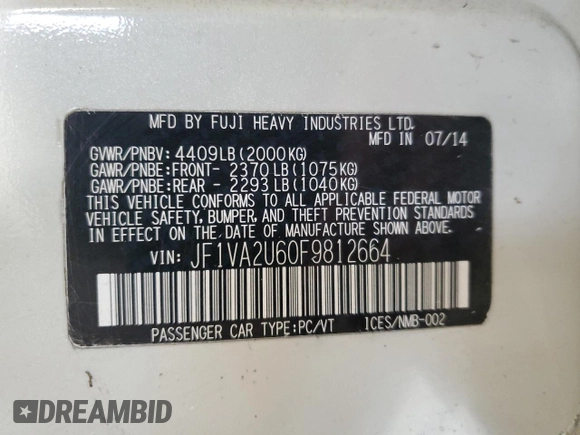 MFD BY FUJI HEAVY INDUSTRIES LTD.
MFD IN 07/14
GVWR/PNBV: 4409LB(2000KG)
GAWR/PNBE:FRONT- 2370LB(1075KG)
GAWR/PNBE:REAR - 2293LB(1040KG)
THIS VEHICLE CONFORMS TO ALL APPLICABLE FEDERAL MOTOR
VEHICLE SAFETY, BUMPER, AND THEFT PREVENTION STANDARDS
IN EFFECT ON THE DATE OF MANUFACTURE SHOWN ABOVE.
VIN: JF1VA2U60F9812664
PASSENGER CAR TYPE:PC/VT ICES/NMB-002
DREAMBID